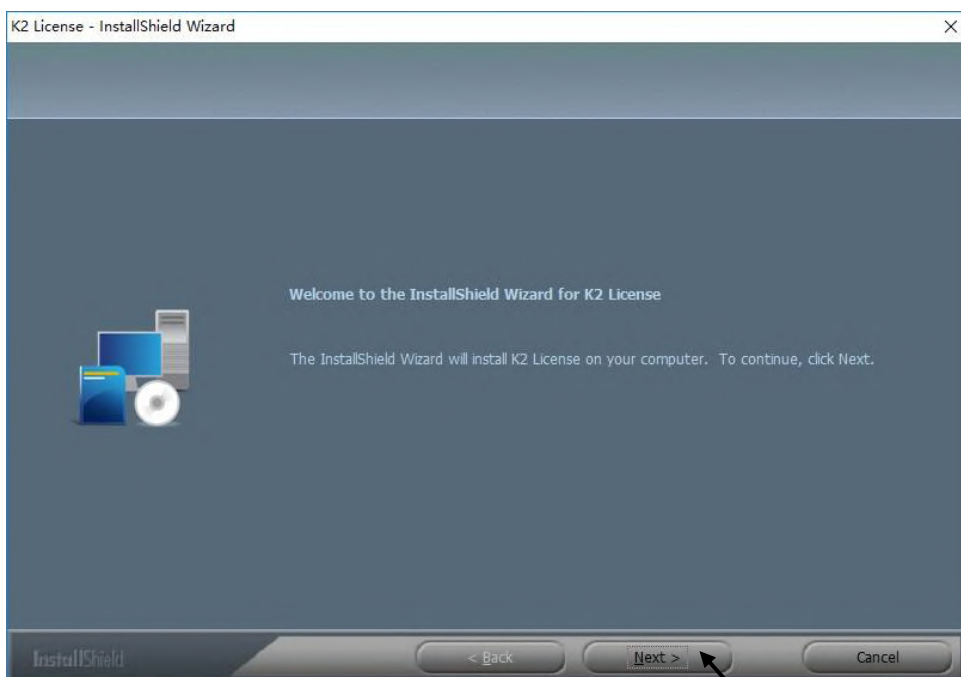 K2 License - InstallShield Wizard
Welcome to the InstallShield Wizard for K2 License
The InstallShield Wizard will install K2 License on your computer. To continue, click Next.
InstallShield
< Back
Next >
Cancel